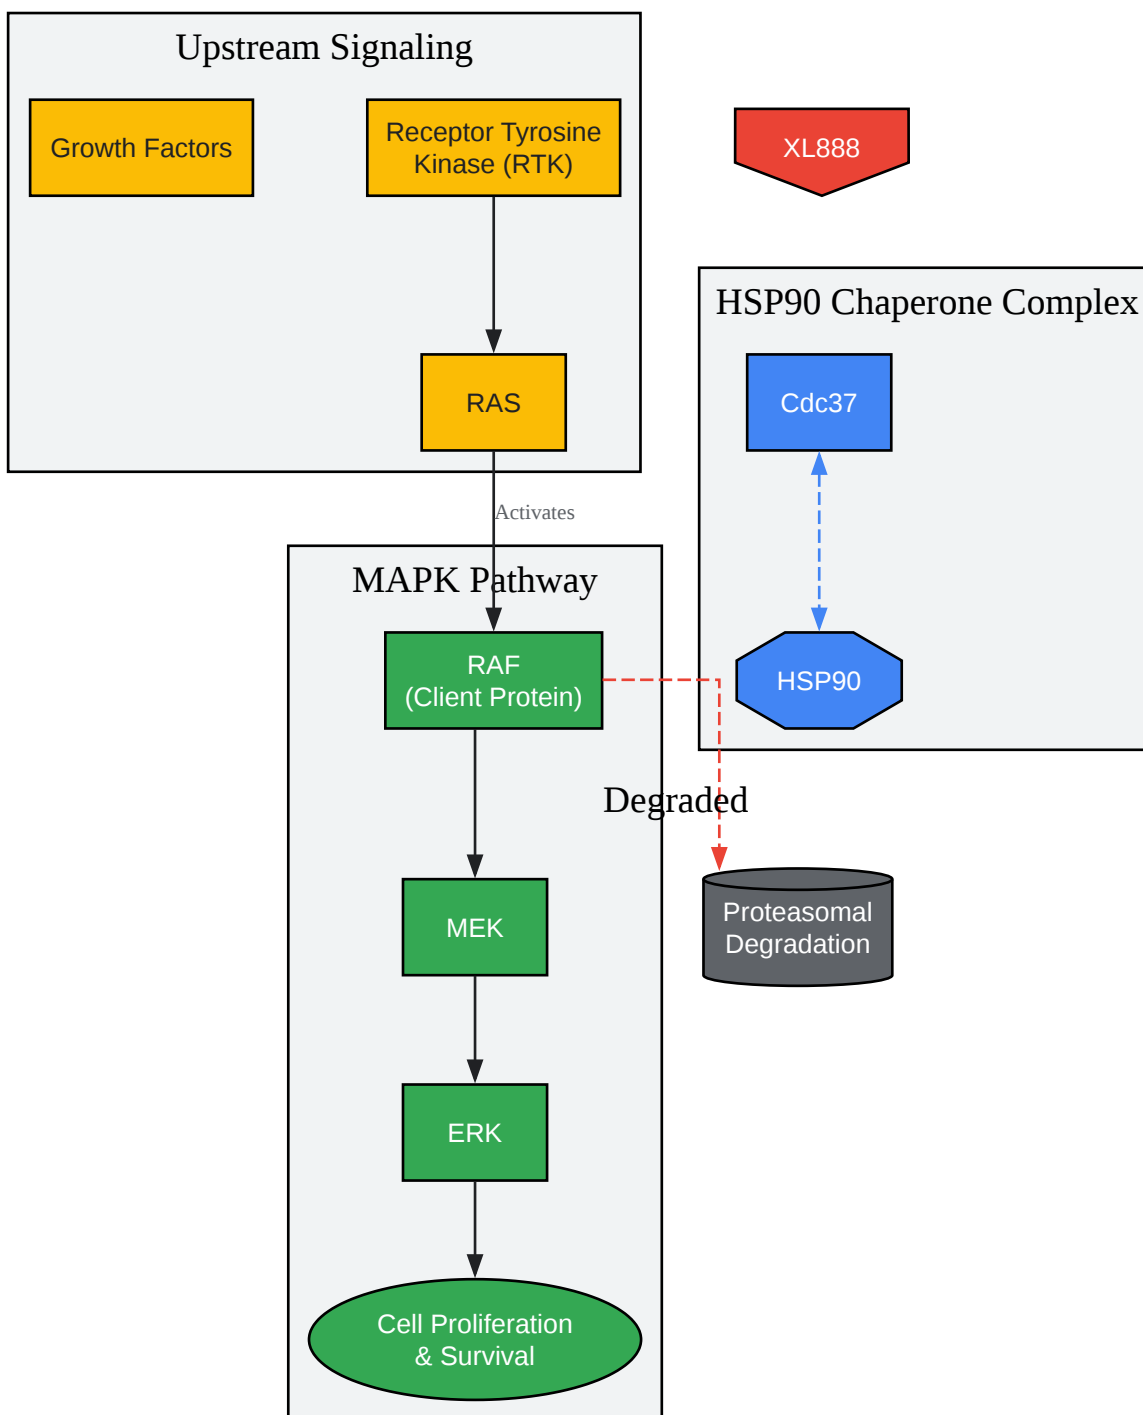 Upstream Signaling
Growth Factors
Receptor Tyrosine
Kinase (RTK)
XL888
HSP90 Chaperone Complex
RAS
Cdc37
Activates
MAPK Pathway
RAF
(Client Protein)
HSP90
Degraded
MEK
Proteasomal
Degradation
ERK
Cell Proliferation
& Survival